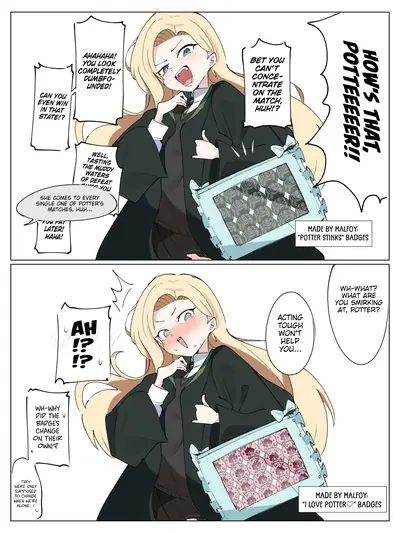 HOW'S THAT,
POTTEEEEER!!
BET YOU
CAN'T
CONCE-
NTRATE
ON THE
MATCH,
HUH!?
AHAHAHA!
YOU LOOK
COMPLETELY
DUMBFO-
UNDED!
CAN YOU
EVEN WIN
IN THAT
STATE!?
WELL,
TASTING
THE MUDDY
WATERS
OF DEFEAT
LATER!
HAHA!
SHE COMES TO EVERY
SINGLE ONE OF POTTER'S
MATCHES, HUH...
MADE BY MALFOY:
"POTTER STINKS" BADGES
WH-WHAT?
WHAT ARE
YOU SMIRKING
AT, POTTER?
ACTING
TOUGH
WON'T
HELP
YOU...
AH
!?
!?
WH-WHY
DID THE
BADGES
CHANGE
ON THEIR
OWN!?
THEY
WERE ONLY
SUPPOSED
TO CHANGE
WHEN WE'RE
ALONE...!
MADE BY MALFOY:
"I LOVE POTTER♡" BADGES